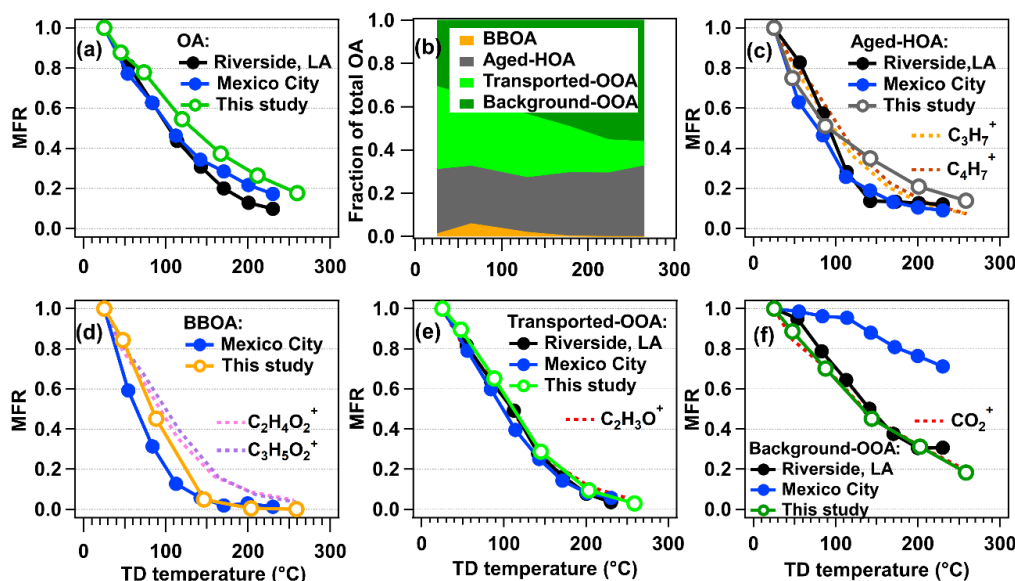 (a)
OA:
Riverside, LA
Mexico City
This study
MFR
1.0
0.8
0.6
0.4
0.2
0.0
0
100
200
300
(b)
BBOA
Aged-HOA
Transported-OOA
Background-OOA
Fraction of total OA
1.0
0.8
0.6
0.4
0.2
0.0
0
100
200
300
(c)
Aged-HOA:
Riverside,LA
Mexico City
This study
C₃H₇⁺
C₄H₇⁺
MFR
1.0
0.8
0.6
0.4
0.2
0.0
0
100
200
300
(d)
BBOA:
Mexico City
This study
C₂H₄O₂⁺
C₃H₅O₂⁺
MFR
1.0
0.8
0.6
0.4
0.2
0.0
0
100
200
300
TD temperature (°C)
(e)
Transported-OOA:
Riverside, LA
Mexico City
This study
C₂H₃O⁺
MFR
1.0
0.8
0.6
0.4
0.2
0.0
0
100
200
300
TD temperature (°C)
(f)
CO₂⁺
Background-OOA:
Riverside, LA
Mexico City
This study
MFR
1.0
0.8
0.6
0.4
0.2
0.0
0
100
200
300
TD temperature (°C)